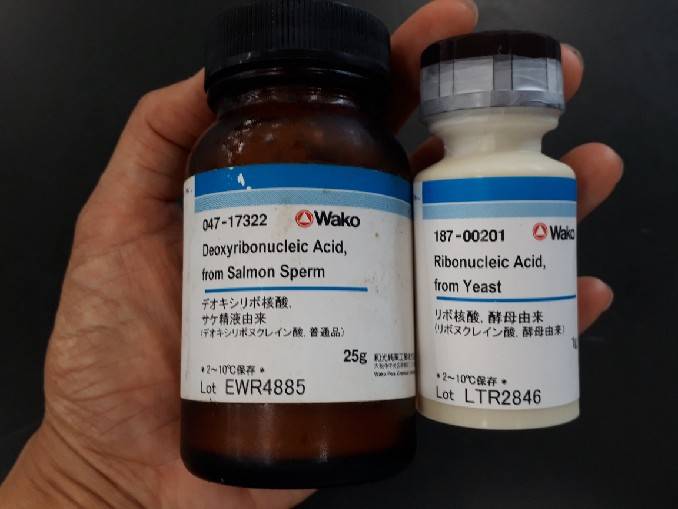 047-17322 Wako
Deoxyribonucleic Acid,
from Salmon Sperm
デオキシリボ核酸,
サケ精液由来
(デオキシリボヌクレイン酸, 普通品)
25g
*2~10℃保存*
Lot EWR4885
187-00201 Wako
Ribonucleic Acid,
from Yeast
リボ核酸, 酵母由来
(リボヌクレイン酸, 酵母由来)
*2~10℃保存*
Lot LTR2846